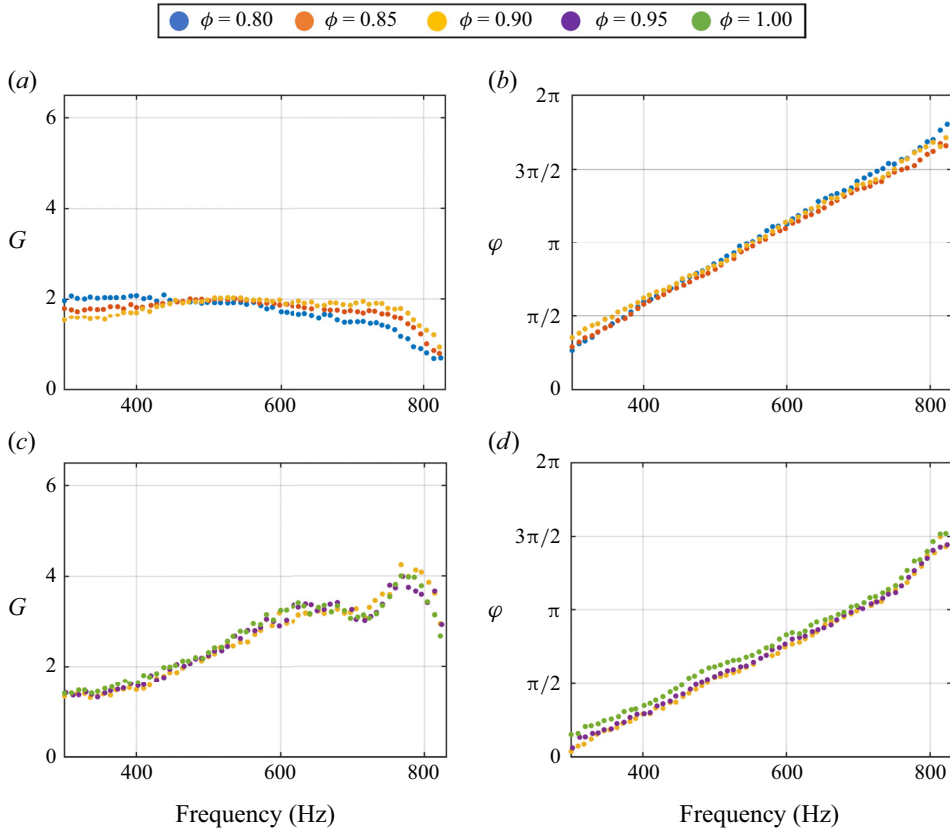 ϕ = 0.80 ϕ = 0.85 ϕ = 0.90 ϕ = 0.95 ϕ = 1.00
(a)
6
4
G
2
0
400 600 800
(b)
2π
3π/2
φ
π
π/2
0
400 600 800
(c)
6
4
G
2
0
400 600 800
Frequency (Hz)
(d)
2π
3π/2
φ
π
π/2
0
400 600 800
Frequency (Hz)